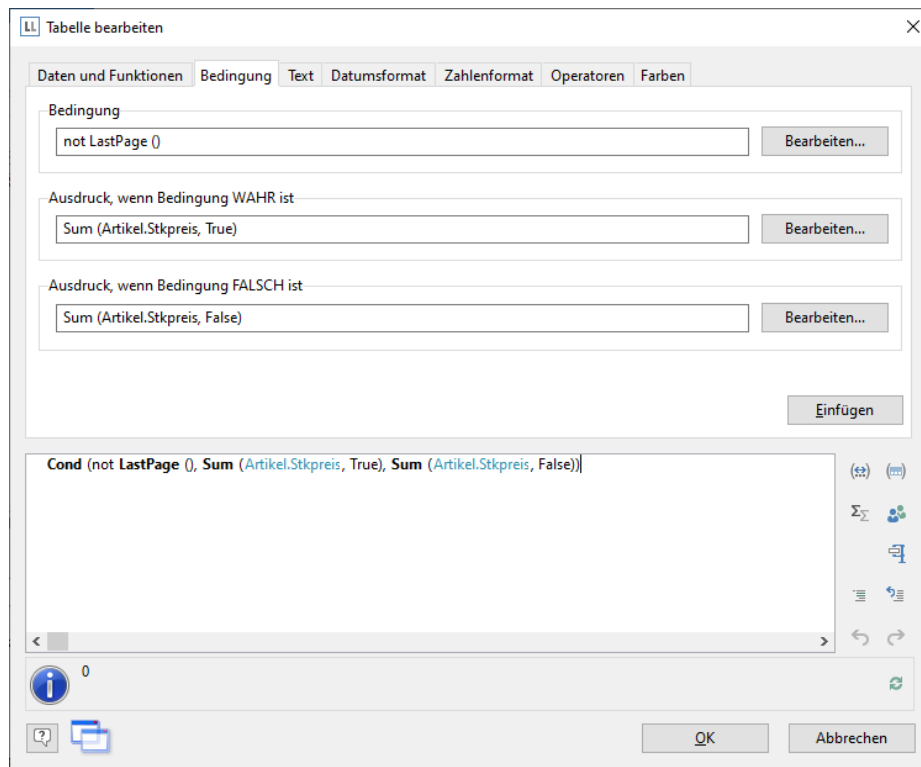 LL Tabelle bearbeiten
Daten und Funktionen Bedingung Text Datumsformat Zahlenformat Operatoren Farben
Bedingung
not LastPage () Bearbeiten...
Ausdruck, wenn Bedingung WAHR ist
Sum (Artikel.Stkpreis, True) Bearbeiten...
Ausdruck, wenn Bedingung FALSCH ist
Sum (Artikel.Stkpreis, False) Bearbeiten...
Einfügen
Cond (not LastPage (), Sum (Artikel.Stkpreis, True), Sum (Artikel.Stkpreis, False))
0
OK Abbrechen